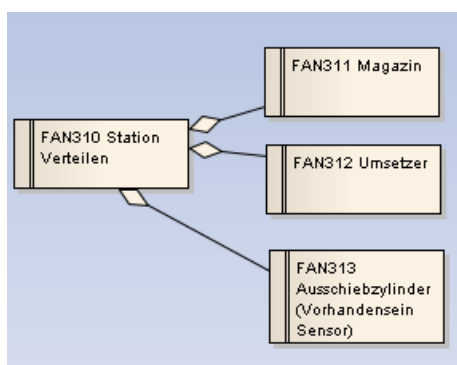 FAN311 Magazin
FAN310 Station
Verteilen
FAN312 Umsetzer
FAN313
Ausschiebzylinder
(Vorhandensein
Sensor)